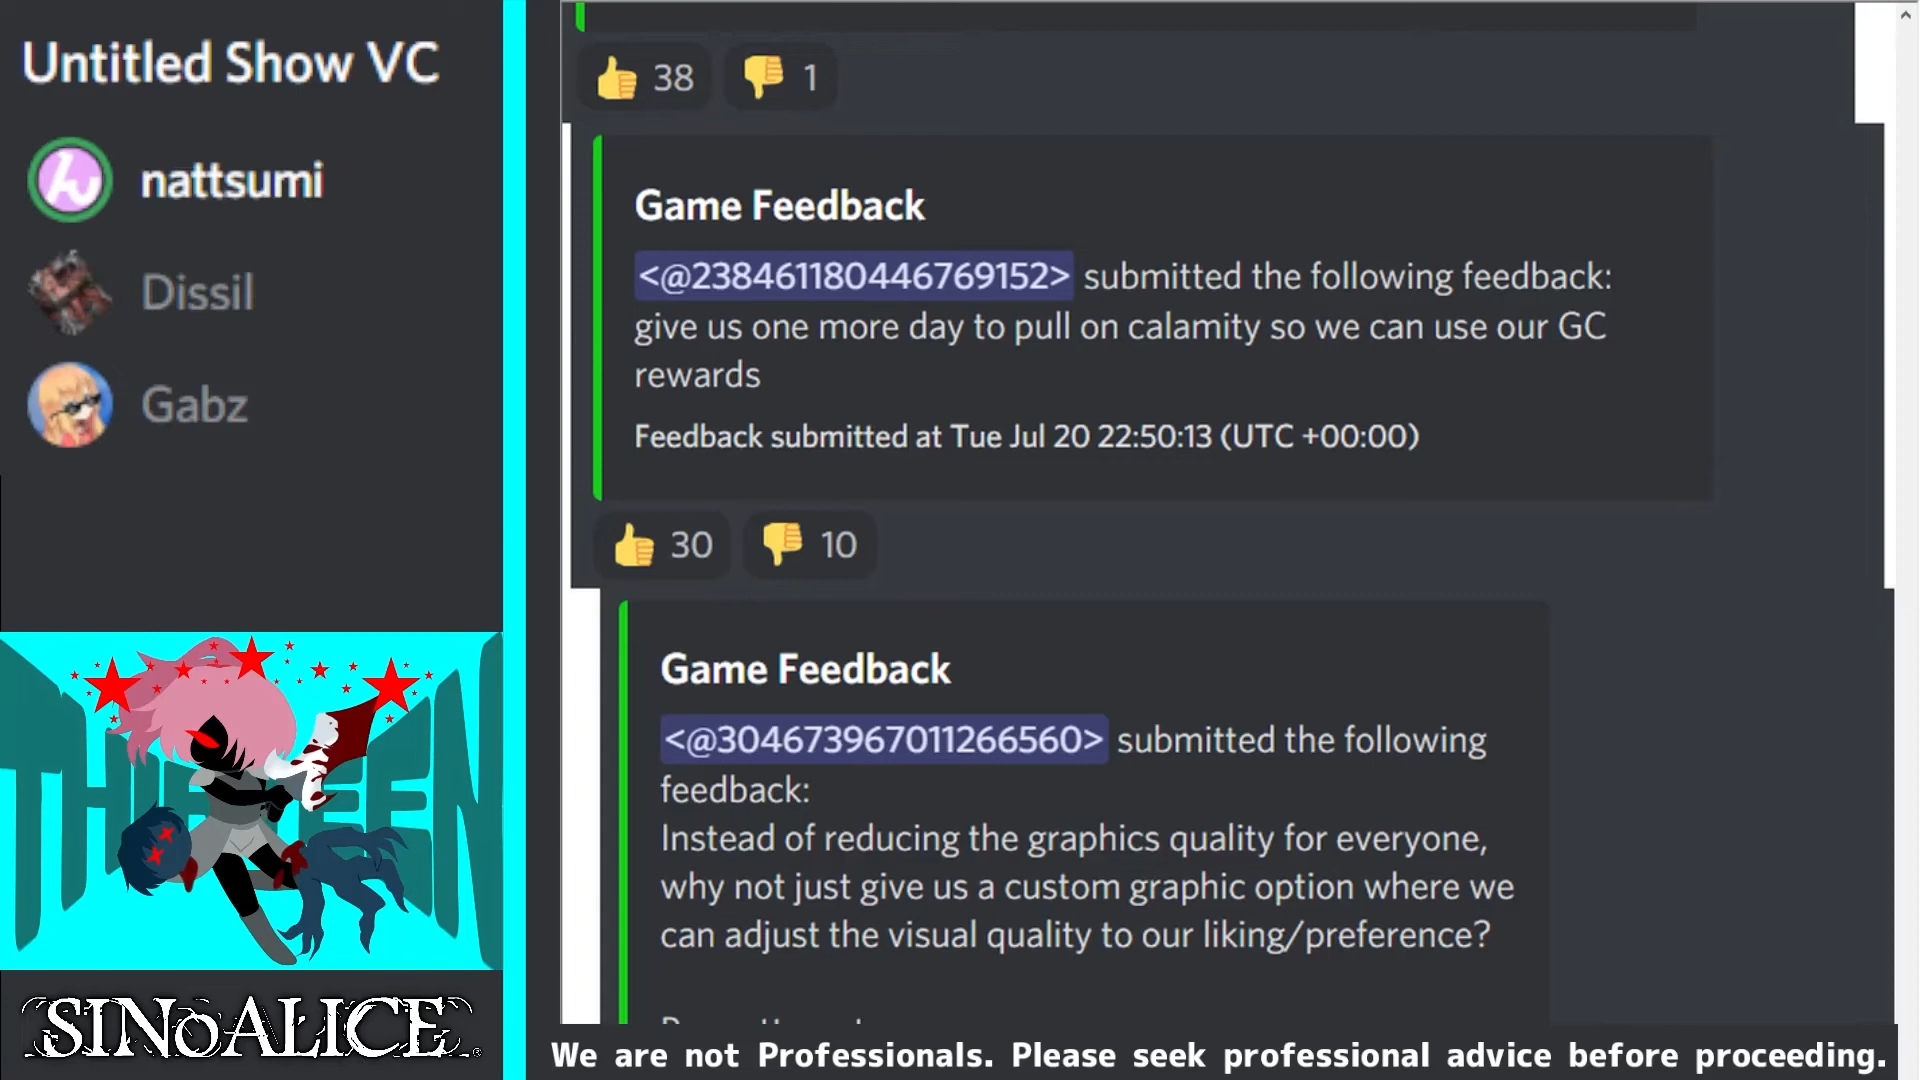 Untitled Show VC
nattsumi
Dissil
Gabz
THIRTEEN
SINoALICE
38 1
Game Feedback
<@238461180446769152> submitted the following feedback:
give us one more day to pull on calamity so we can use our GC
rewards
Feedback submitted at Tue Jul 20 22:50:13 (UTC +00:00)
30 10
Game Feedback
<@304673967011266560> submitted the following
feedback:
Instead of reducing the graphics quality for everyone,
why not just give us a custom graphic option where we
can adjust the visual quality to our liking/preference?
We are not Professionals. Please seek professional advice before proceeding.